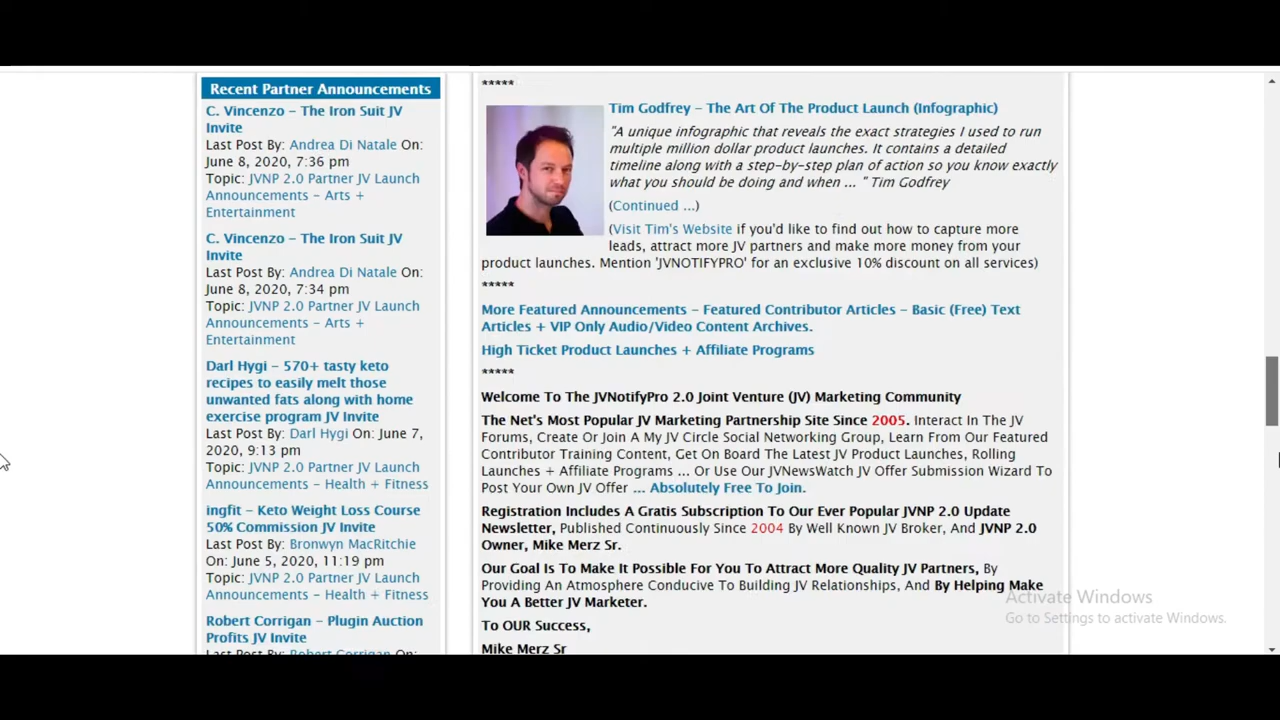 Recent Partner Announcements
C. Vincenzo – The Iron Suit JV
Invite
Last Post By: Andrea Di Natale On:
June 8, 2020, 7:36 pm
Topic: JVNP 2.0 Partner JV Launch
Announcements – Arts +
Entertainment
C. Vincenzo – The Iron Suit JV
Invite
Last Post By: Andrea Di Natale On:
June 8, 2020, 7:34 pm
Topic: JVNP 2.0 Partner JV Launch
Announcements – Arts +
Entertainment
Darl Hygi – 570+ tasty keto
recipes to easily melt those
unwanted fats along with home
exercise program JV Invite
Last Post By: Darl Hygi On: June 7,
2020, 9:13 pm
Topic: JVNP 2.0 Partner JV Launch
Announcements – Health + Fitness
ingfit – Keto Weight Loss Course
50% Commission JV Invite
Last Post By: Bronwyn MacRitchie
On: June 5, 2020, 11:19 pm
Topic: JVNP 2.0 Partner JV Launch
Announcements – Health + Fitness
Robert Corrigan – Plugin Auction
Profits JV Invite
Last Post By: Robert Corrigan On:
*****
Tim Godfrey – The Art Of The Product Launch (Infographic)
"A unique infographic that reveals the exact strategies I used to run
multiple million dollar product launches. It contains a detailed
timeline along with a step-by-step plan of action so you know exactly
what you should be doing and when ... " Tim Godfrey
(Continued ...)
(Visit Tim's Website if you'd like to find out how to capture more
leads, attract more JV partners and make more money from your
product launches. Mention 'JVNOTIFYPRO' for an exclusive 10% discount on all services)
*****
More Featured Announcements – Featured Contributor Articles – Basic (Free) Text
Articles + VIP Only Audio/Video Content Archives.
High Ticket Product Launches + Affiliate Programs
*****
Welcome To The JVNotifyPro 2.0 Joint Venture (JV) Marketing Community
The Net's Most Popular JV Marketing Partnership Site Since 2005. Interact In The JV
Forums, Create Or Join A My JV Circle Social Networking Group, Learn From Our Featured
Contributor Training Content, Get On Board The Latest JV Product Launches, Rolling
Launches + Affiliate Programs ... Or Use Our JVNewsWatch JV Offer Submission Wizard To
Post Your Own JV Offer ... Absolutely Free To Join.
Registration Includes A Gratis Subscription To Our Ever Popular JVNP 2.0 Update
Newsletter, Published Continuously Since 2004 By Well Known JV Broker, And JVNP 2.0
Owner, Mike Merz Sr.
Our Goal Is To Make It Possible For You To Attract More Quality JV Partners, By
Providing An Atmosphere Conducive To Building JV Relationships, And By Helping Make
You A Better JV Marketer.
To OUR Success,
Mike Merz Sr
Activate Windows
Go to Settings to activate Windows.